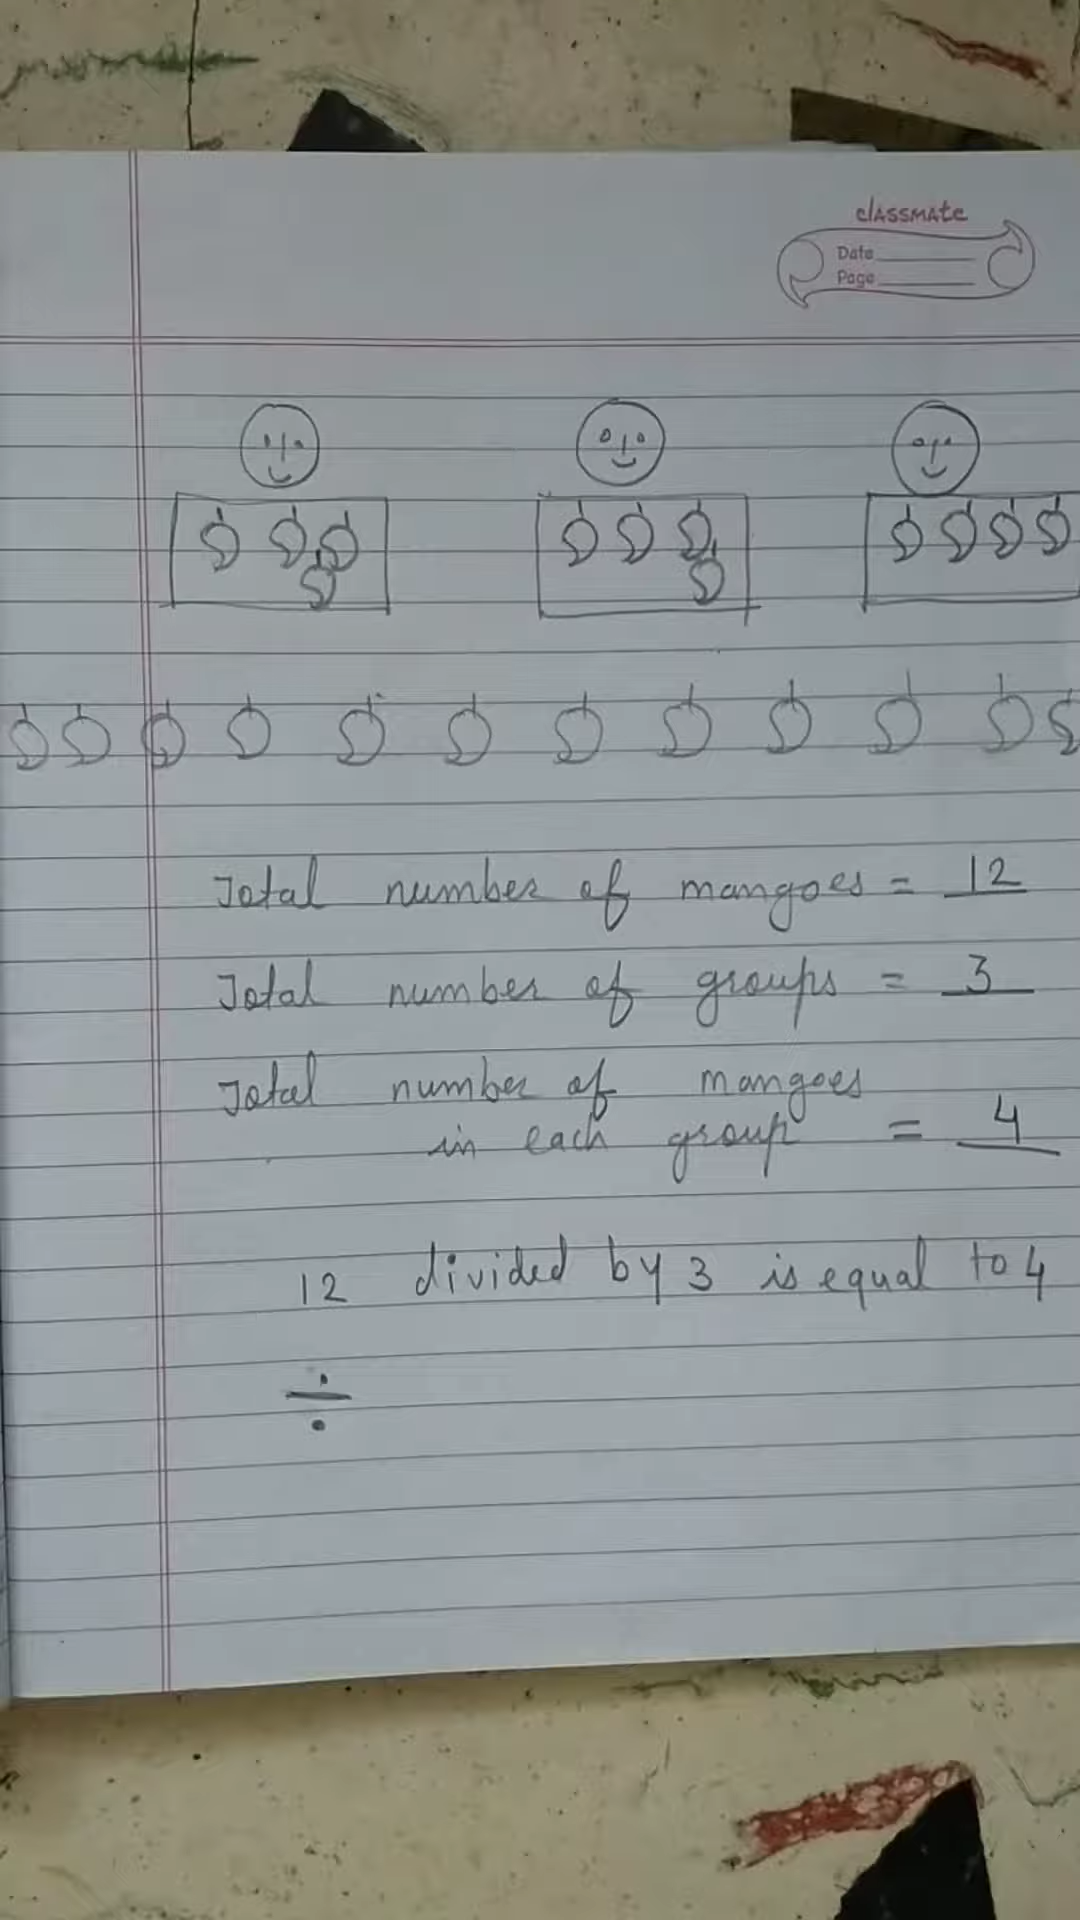 classmate
Date
Page
Total number of mangoes = 12
Total number of groups = 3
Total number of mangoes
in each group = 4
12 divided by 3 is equal to 4
÷